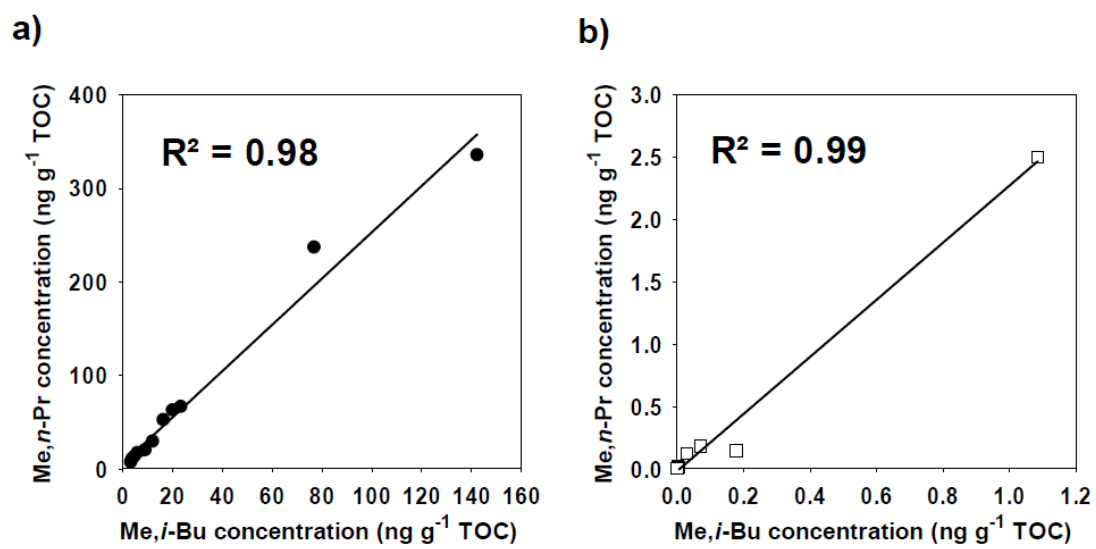 a)
R² = 0.98
Me,n-Pr concentration (ng g⁻¹ TOC)
400
300
200
100
0
0 20 40 60 80 100 120 140 160
Me,i-Bu concentration (ng g⁻¹ TOC)
b)
R² = 0.99
Me,n-Pr concentration (ng g⁻¹ TOC)
3.0
2.5
2.0
1.5
1.0
0.5
0.0
0.0 0.2 0.4 0.6 0.8 1.0 1.2
Me,i-Bu concentration (ng g⁻¹ TOC)